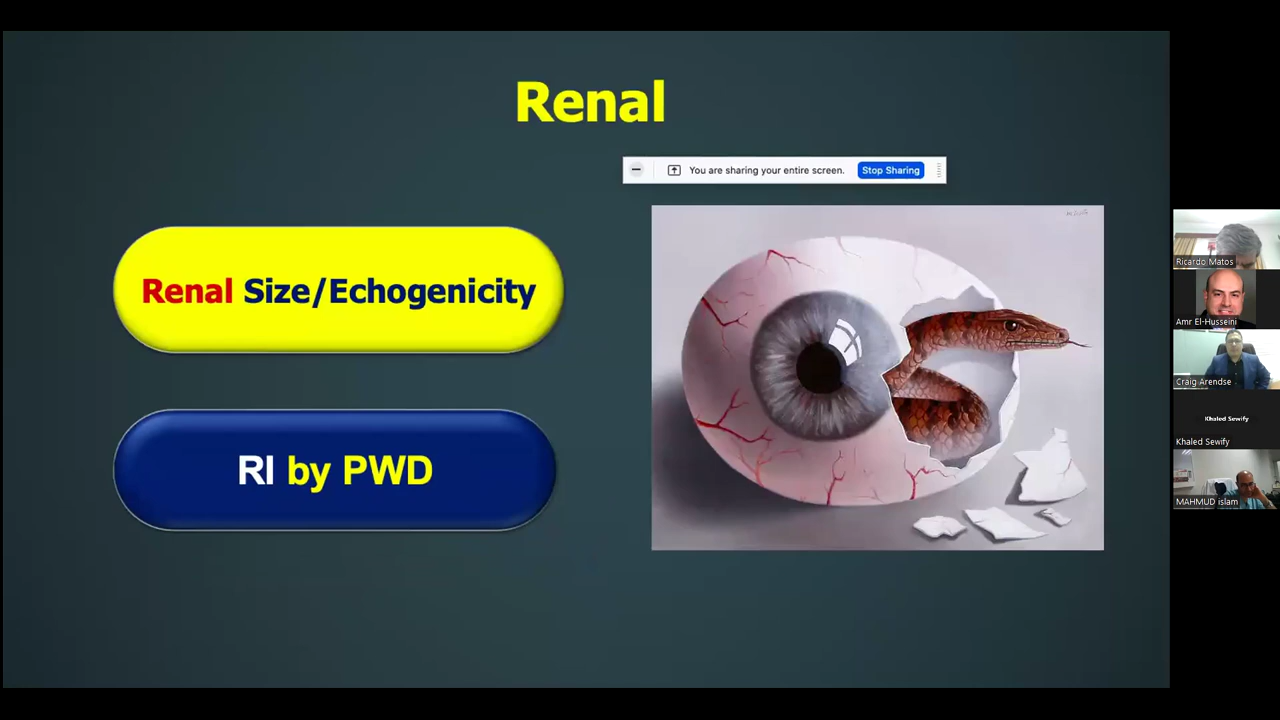 Renal
You are sharing your entire screen.
Stop Sharing
Renal Size/Echogenicity
RI by PWD
Ricardo Matos
Amr El-Husseini
Craig Arendse
Khaled Sewify
Khaled Sewify
MAHMUD islam